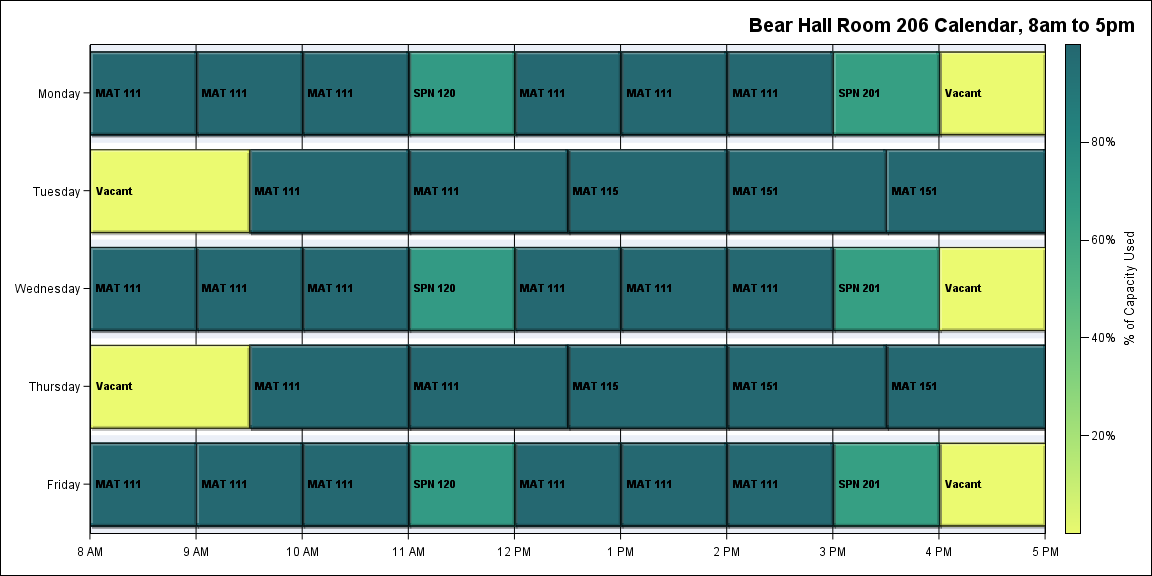 Bear Hall Room 206 Calendar, 8am to 5pm
Monday MAT 111 MAT 111 MAT 111 SPN 120 MAT 111 MAT 111 MAT 111 SPN 201 Vacant
80%
Tuesday Vacant MAT 111 MAT 111 MAT 115 MAT 151 MAT 151
60%
% of Capacity Used
Wednesday MAT 111 MAT 111 MAT 111 SPN 120 MAT 111 MAT 111 MAT 111 SPN 201 Vacant
40%
Thursday Vacant MAT 111 MAT 111 MAT 115 MAT 151 MAT 151
20%
Friday MAT 111 MAT 111 MAT 111 SPN 120 MAT 111 MAT 111 MAT 111 SPN 201 Vacant
8 AM 9 AM 10 AM 11 AM 12 PM 1 PM 2 PM 3 PM 4 PM 5 PM